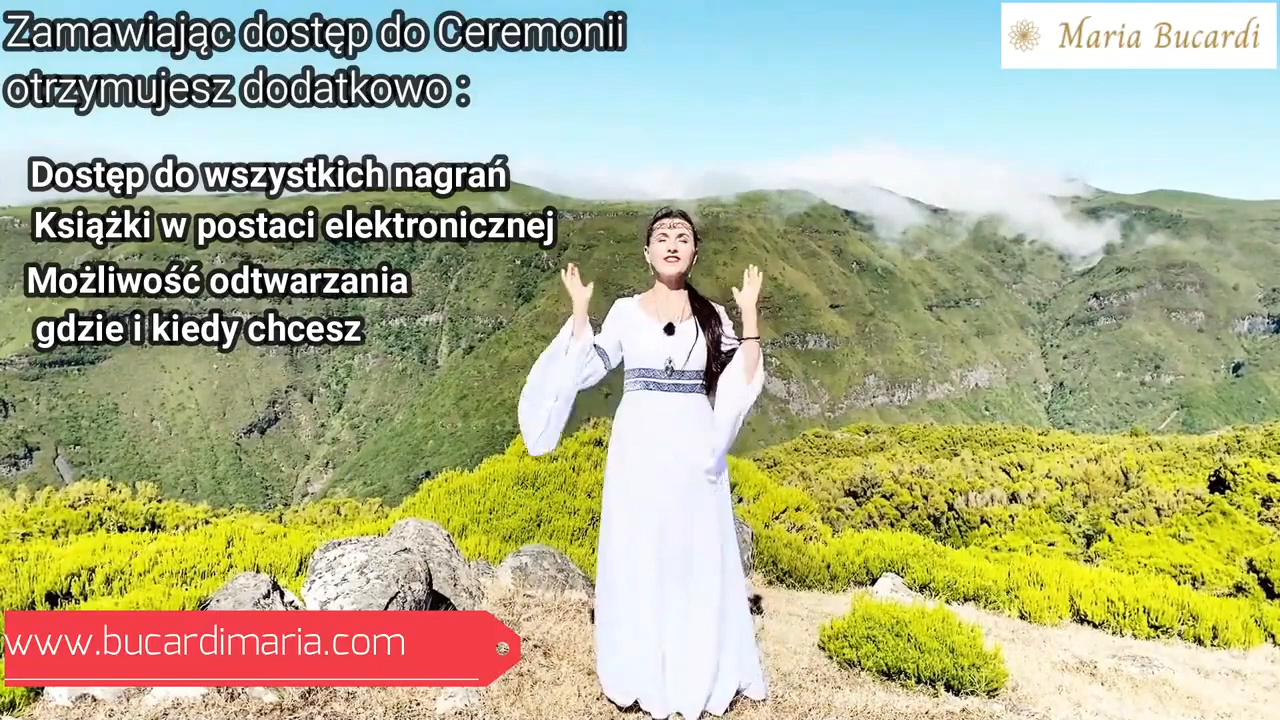 Zamawiając dostęp do Ceremonii
otrzymujesz dodatkowo :
Maria Bucardi
Dostęp do wszystkich nagrań
Książki w postaci elektronicznej
Możliwość odtwarzania
gdzie i kiedy chcesz
www.bucardimaria.com